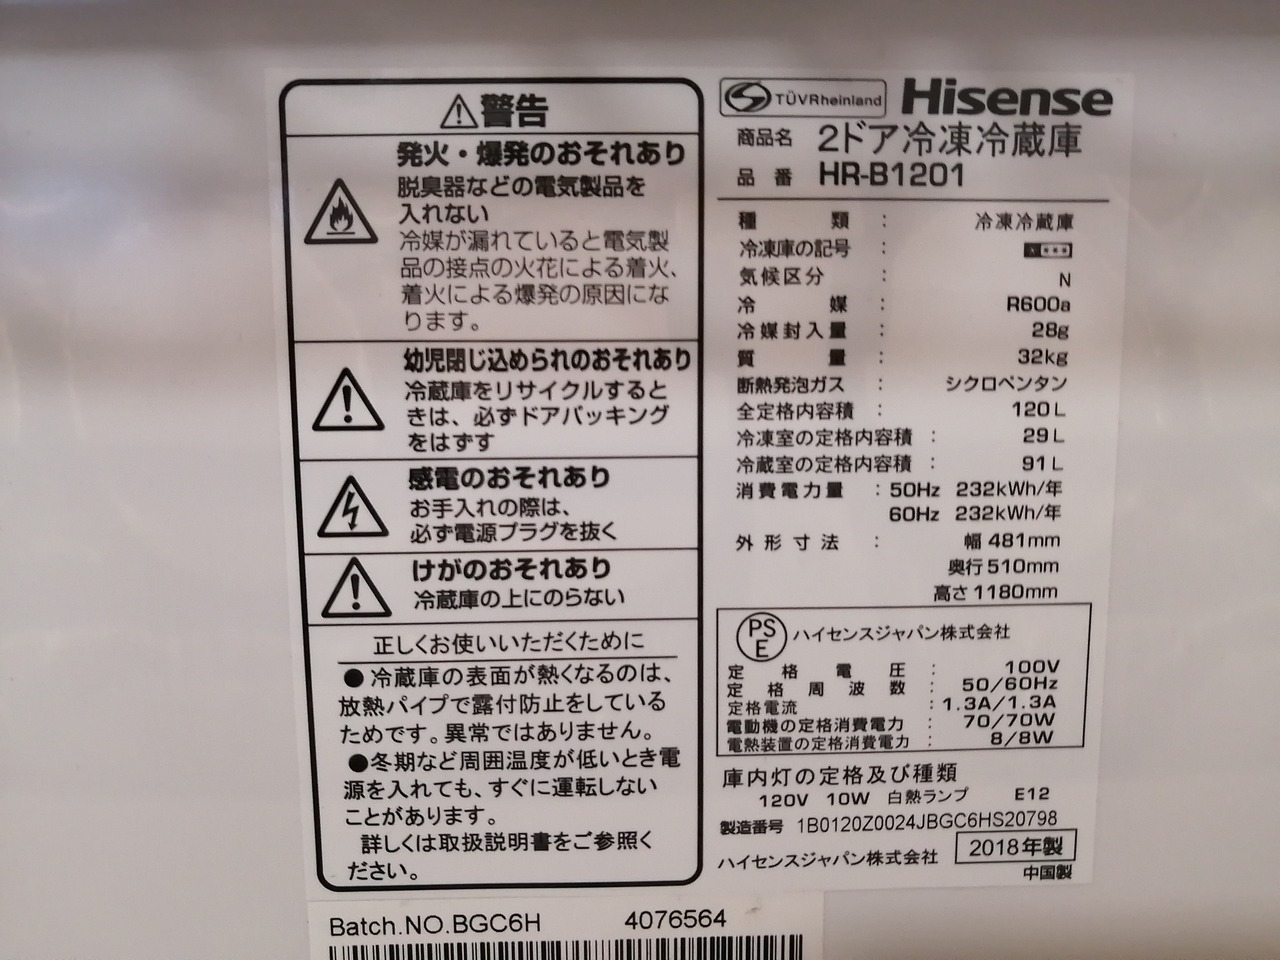 警告
発火・爆発のおそれあり
脱臭器などの電気製品を
入れない
冷媒が漏れていると電気製
品の接点の火花による着火、
着火による爆発の原因にな
ります。
幼児閉じ込められのおそれあり
冷蔵庫をリサイクルすると
きは、必ずドアパッキング
をはずす
感電のおそれあり
お手入れの際は、
必ず電源プラグを抜く
けがのおそれあり
冷蔵庫の上にのらない
正しくお使いいただくために
●冷蔵庫の表面が熱くなるのは、
放熱パイプで露付防止をしている
ためです。異常ではありません。
●冬期など周囲温度が低いとき電
源を入れても、すぐに運転しない
ことがあります。
詳しくは取扱説明書をご参照く
ださい。
TÜVRheinland Hisense
商品名 2ドア冷凍冷蔵庫
品番 HR-B1201
種類 : 冷凍冷蔵庫
冷凍庫の記号 :
気候区分 : N
冷媒 : R600a
冷媒封入量 : 28g
質量 : 32kg
断熱発泡ガス : シクロペンタン
全定格内容積 : 120L
冷凍室の定格内容積 : 29L
冷蔵室の定格内容積 : 91L
消費電力量 : 50Hz 232kWh/年
60Hz 232kWh/年
外形寸法 : 幅 481mm
奥行 510mm
高さ 1180mm
PSE ハイセンスジャパン株式会社
定格電圧 : 100V
定格周波数 : 50/60Hz
定格電流 : 1.3A/1.3A
電動機の定格消費電力 : 70/70W
電熱装置の定格消費電力 : 8/8W
庫内灯の定格及び種類
120V 10W 白熱ランプ E12
製造番号 1B0120Z0024JBGC6HS20798
ハイセンスジャパン株式会社 2018年製
中国製
Batch.NO.BGC6H 4076564